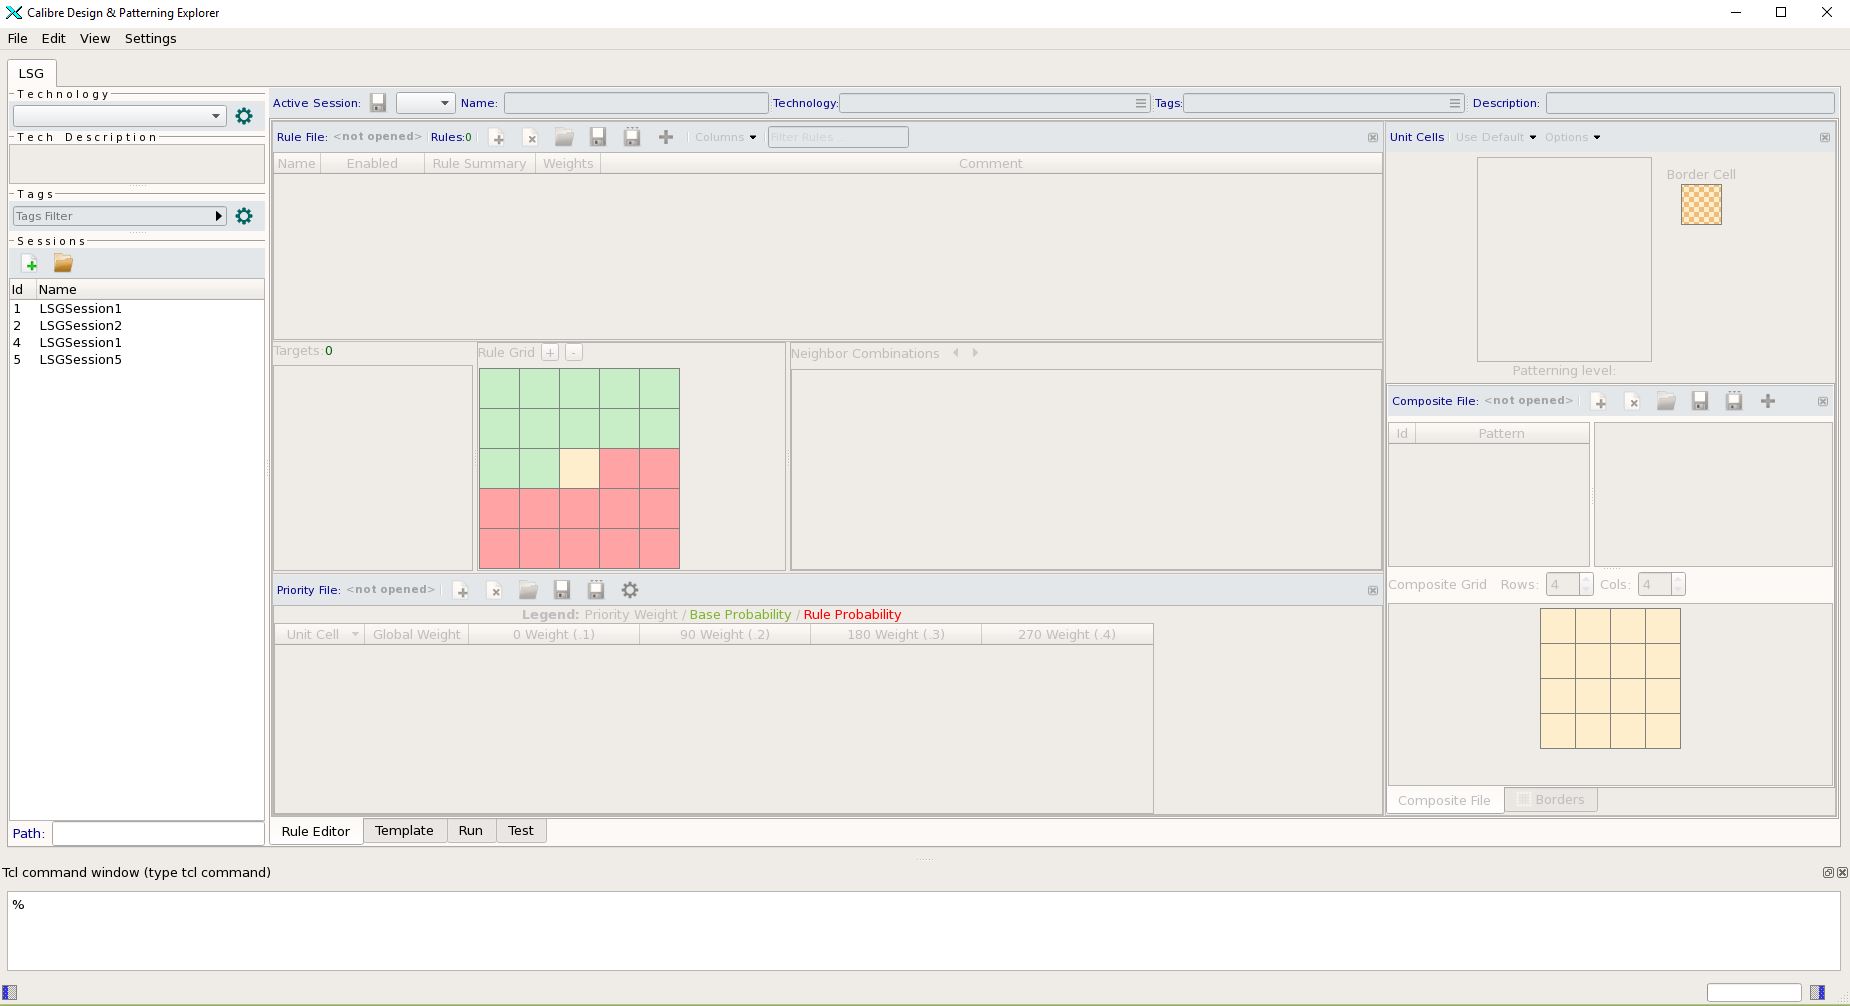 Calibre Design & Patterning Explorer
File Edit View Settings
LSG
Technology
Tech Description
Tags
Tags Filter
Sessions
Id Name
1 LSGSession1
2 LSGSession2
4 LSGSession1
5 LSGSession5
Path:
Active Session: Name: Technology: Tags: Description:
Rule File: <not opened> Rules:0 Columns Filter Rules
Name Enabled Rule Summary Weights Comment
Targets:0
Rule Grid + -
Neighbor Combinations
Priority File: <not opened>
Legend: Priority Weight / Base Probability / Rule Probability
Unit Cell Global Weight 0 Weight (.1) 90 Weight (.2) 180 Weight (.3) 270 Weight (.4)
Rule Editor Template Run Test
Unit Cells Use Default Options
Border Cell
Patterning level:
Composite File: <not opened>
Id Pattern
Composite Grid Rows: 4 Cols: 4
Composite File Borders
Tcl command window (type tcl command)
%